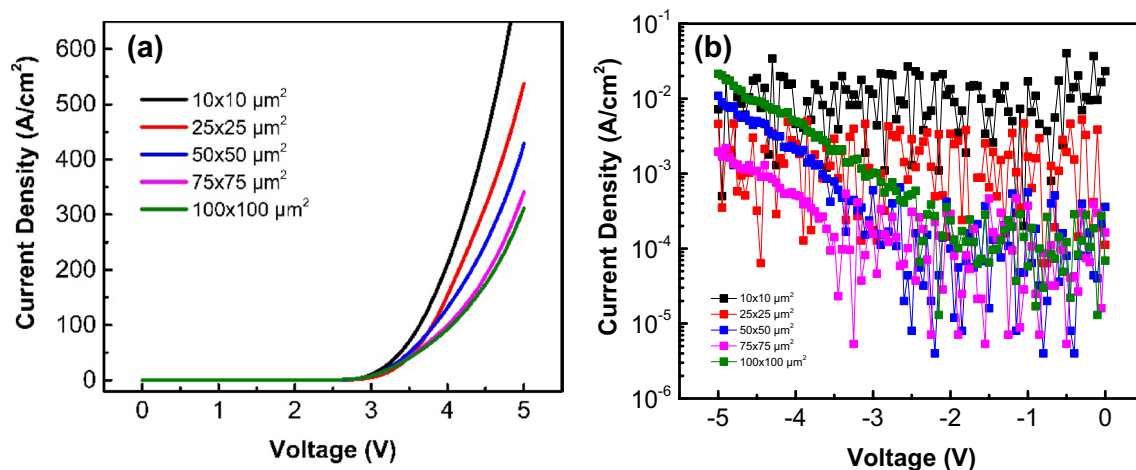 (a)
Current Density (A/cm²)
600
500
400
300
200
100
0
10x10 µm²
25x25 µm²
50x50 µm²
75x75 µm²
100x100 µm²
0 1 2 3 4 5
Voltage (V)
(b)
Current Density (A/cm²)
10⁻¹
10⁻²
10⁻³
10⁻⁴
10⁻⁵
10⁻⁶
10x10 µm²
25x25 µm²
50x50 µm²
75x75 µm²
100x100 µm²
-5 -4 -3 -2 -1 0
Voltage (V)